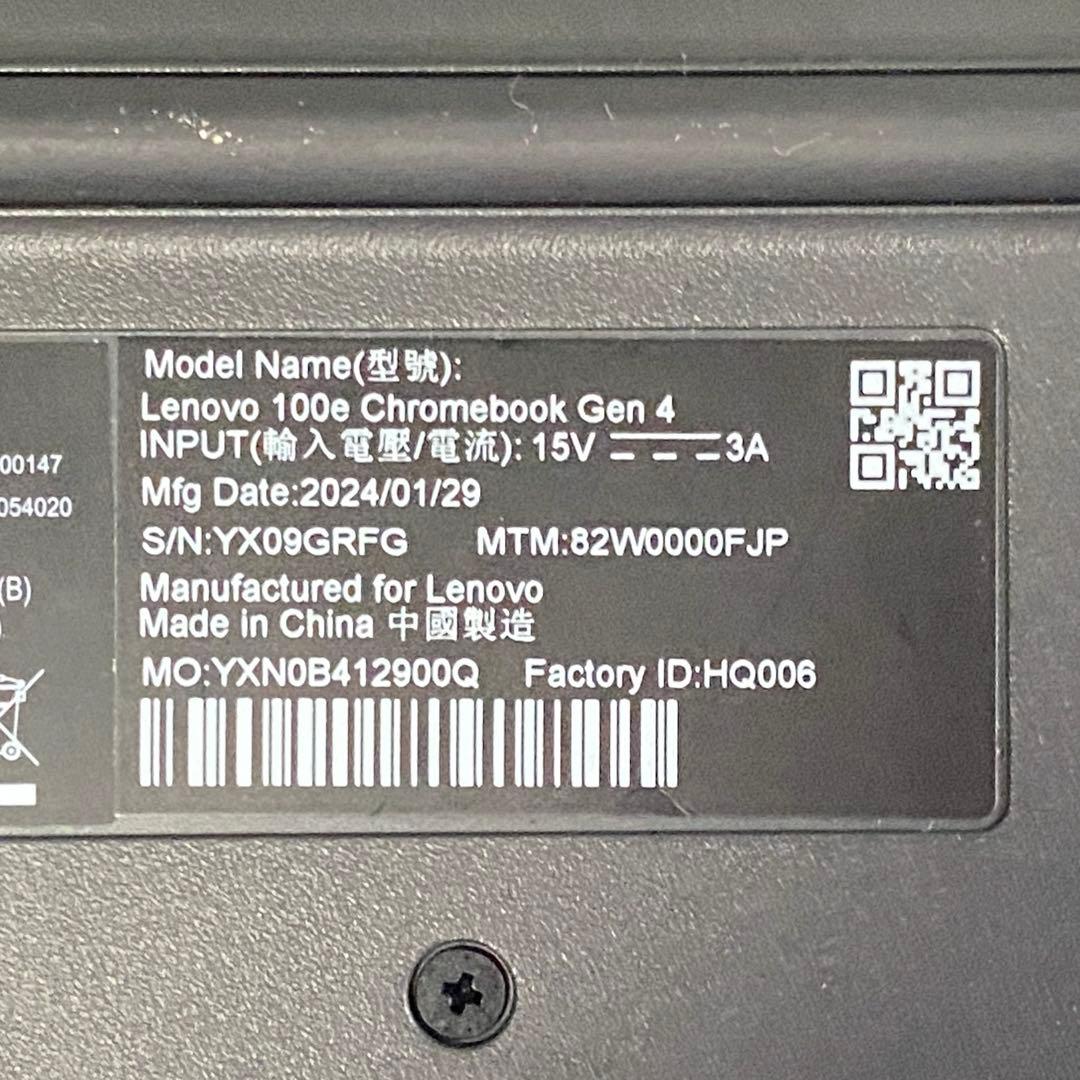 Model Name(型號):
Lenovo 100e Chromebook Gen 4
INPUT(輸入電壓/電流): 15V ⎓ 3A
Mfg Date:2024/01/29
S/N:YX09GRFG MTM:82W0000FJP
Manufactured for Lenovo
Made in China 中國製造
MO:YXN0B412900Q Factory ID:HQ006
00147
054020
(B)
)